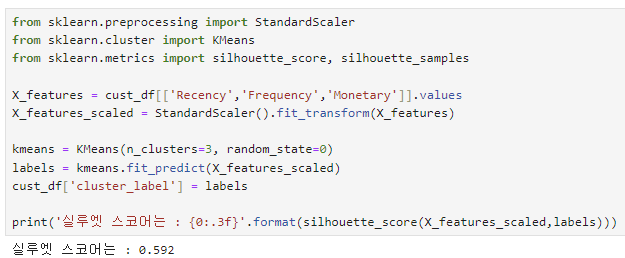 from sklearn.preprocessing import StandardScaler
from sklearn.cluster import KMeans
from sklearn.metrics import silhouette_score, silhouette_samples
X_features = cust_df[['Recency','Frequency','Monetary']].values
X_features_scaled = StandardScaler().fit_transform(X_features)
kmeans = KMeans(n_clusters=3, random_state=0)
labels = kmeans.fit_predict(X_features_scaled)
cust_df['cluster_label'] = labels
print('실루엣 스코어는 : {0:.3f}'.format(silhouette_score(X_features_scaled,labels)))
실루엣 스코어는 : 0.592